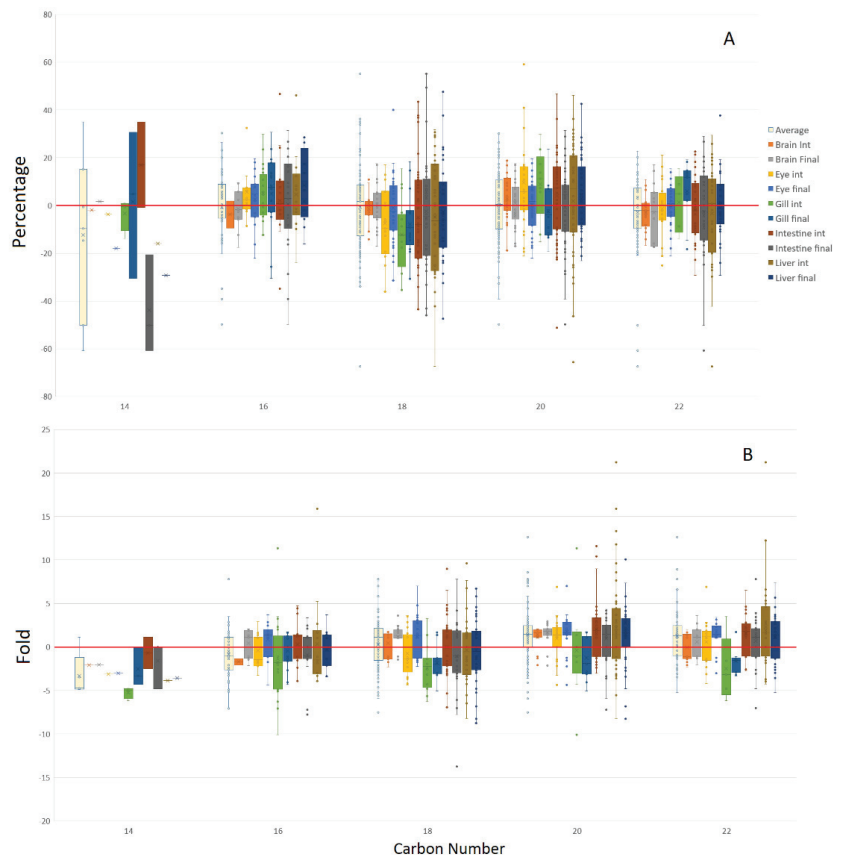 A
80
60
40
20
0
-20
-40
-60
-80
Percentage
14 16 18 20 22
Average
Brain Int
Brain Final
Eye int
Eye final
Gill int
Gill final
Intestine int
Intestine final
Liver int
Liver final
B
25
20
15
10
5
0
-5
-10
-15
20
Fold
14 16 18 20 22
Carbon Number